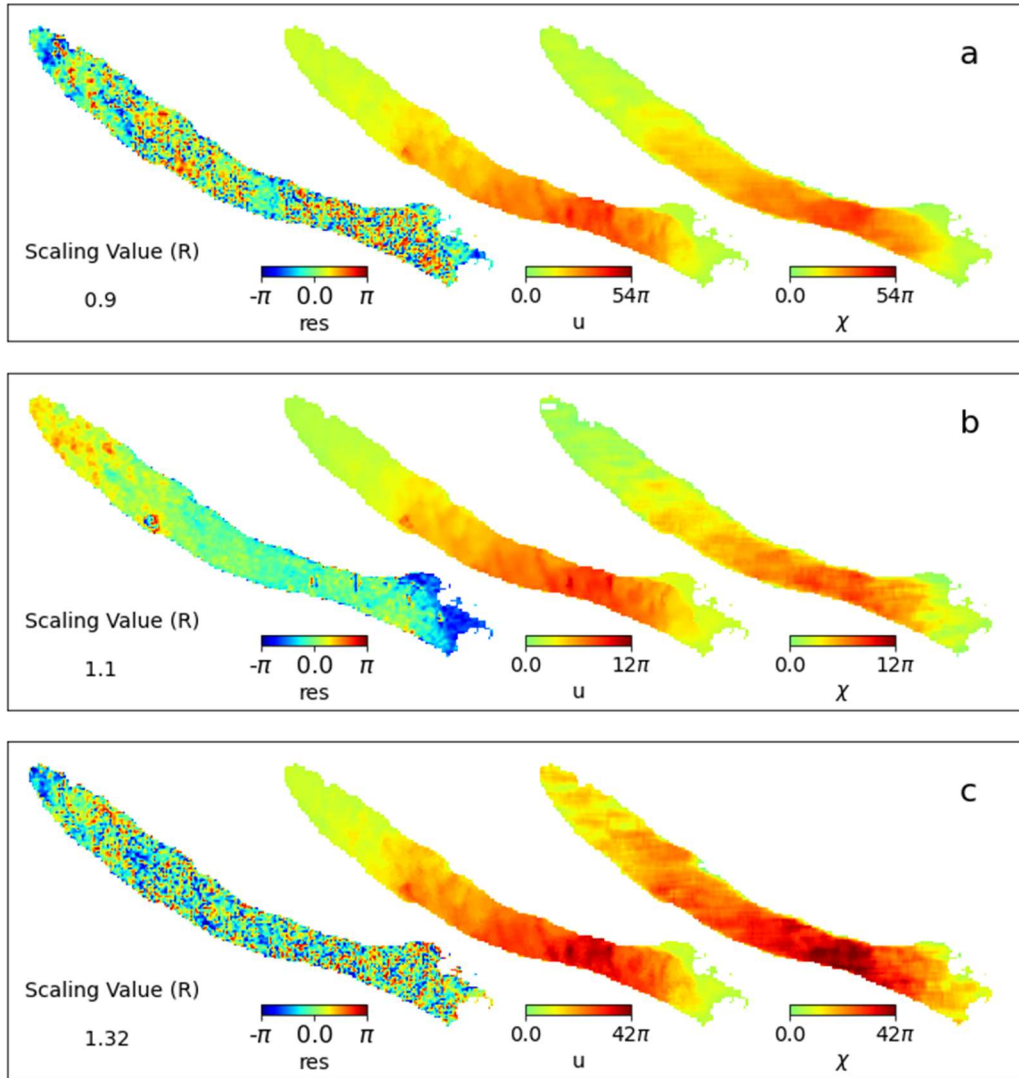 a
Scaling Value (R)
0.9
-π 0.0 π
res
0.0 54π
u
0.0 54π
χ
b
Scaling Value (R)
1.1
-π 0.0 π
res
0.0 12π
u
0.0 12π
χ
c
Scaling Value (R)
1.32
-π 0.0 π
res
0.0 42π
u
0.0 42π
χ